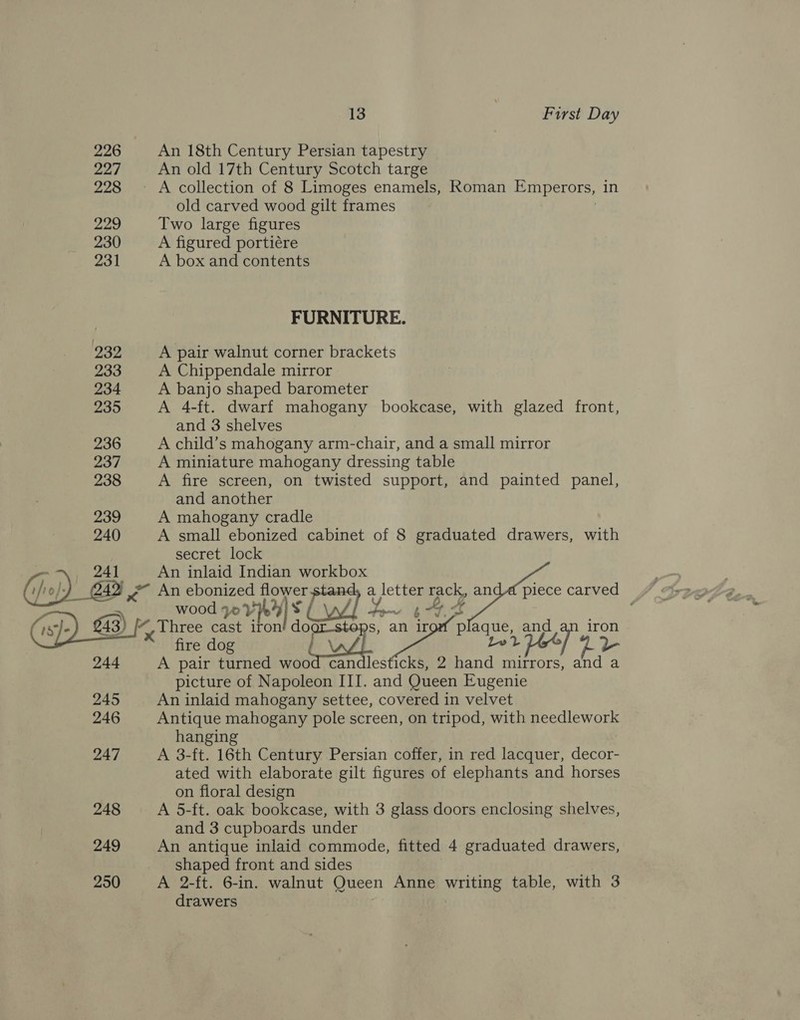 13 First Day
226 An 18th Century Persian tapestry
227 An old 17th Century Scotch targe
228 A collection of 8 Limoges enamels, Roman Emperors, in
old carved wood gilt frames
229 Two large figures
230 A figured portiére
231 A box and contents
FURNITURE.
232 A pair walnut corner brackets
233 A Chippendale mirror
234 A banjo shaped barometer
235 A 4-ft. dwarf mahogany bookcase, with glazed front,
and 3 shelves
236 A child's mahogany arm-chair, and a small mirror
237 A miniature mahogany dressing table
238 A fire screen, on twisted support, and painted panel,
and another
239 A mahogany cradle
240 A small ebonized cabinet of 8 graduated drawers, with
secret lock
241 An inlaid Indian workbox
242 An ebonized flower stand, a letter rack, and a piece carved
wood
243 Three cast iron door-stops, an iron plaque, and an iron
fire dog
244 A pair turned wood candlesticks, 2 hand mirrors, and a
picture of Napoleon III. and Queen Eugenie
245 An inlaid mahogany settee, covered in velvet
246 Antique mahogany pole screen, on tripod, with needlework
hanging
247 A 3-ft. 16th Century Persian coffer, in red lacquer, decor-
ated with elaborate gilt figures of elephants and horses
on floral design
248 A 5-ft. oak bookcase, with 3 glass doors enclosing shelves,
and 3 cupboards under
249 An antique inlaid commode, fitted 4 graduated drawers,
shaped front and sides
250 A 2-ft. 6-in. walnut Queen Anne writing table, with 3
drawers